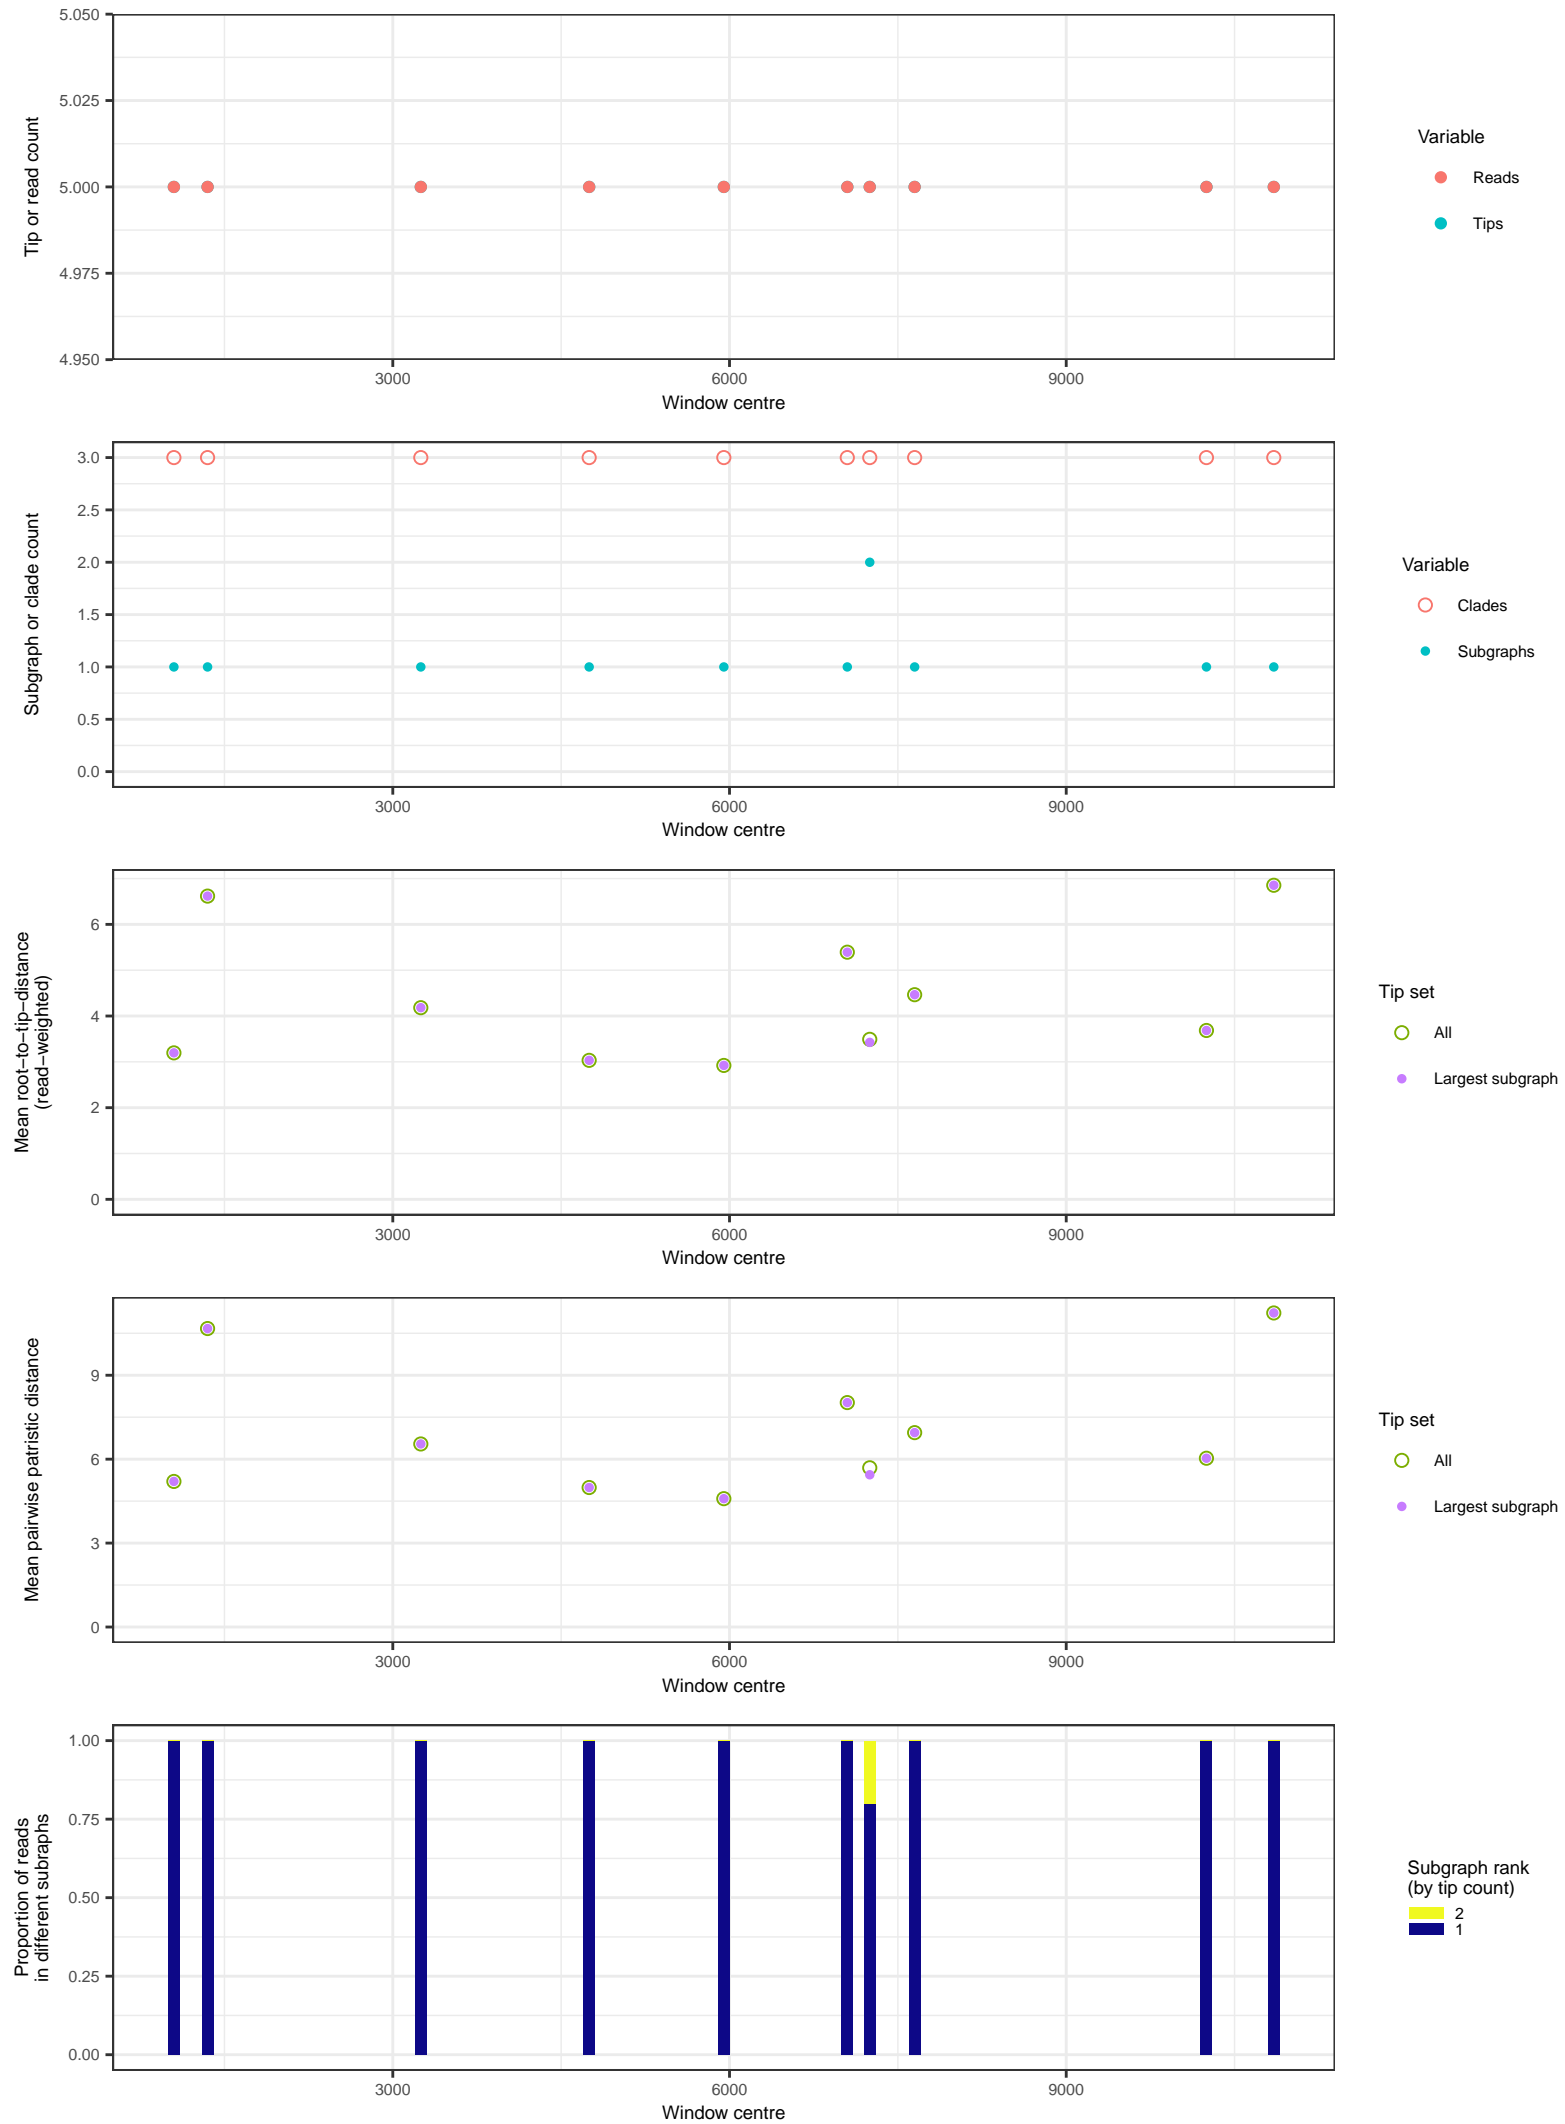 5.050
5.025
5.000
4.975
4.950
Tip or read count
3000
6000
9000
Window centre
Variable
Reads
Tips
3.0
2.5
2.0
1.5
1.0
0.5
0.0
Subgraph or clade count
3000
6000
9000
Window centre
Variable
Clades
Subgraphs
6
4
2
0
Mean root−to−tip−distance
(read−weighted)
3000
6000
9000
Window centre
Tip set
All
Largest subgraph
9
6
3
0
Mean pairwise patristic distance
3000
6000
9000
Window centre
Tip set
All
Largest subgraph
1.00
0.75
0.50
0.25
0.00
Proportion of reads
in different subraphs
3000
6000
9000
Window centre
Subgraph rank
(by tip count)
2
1